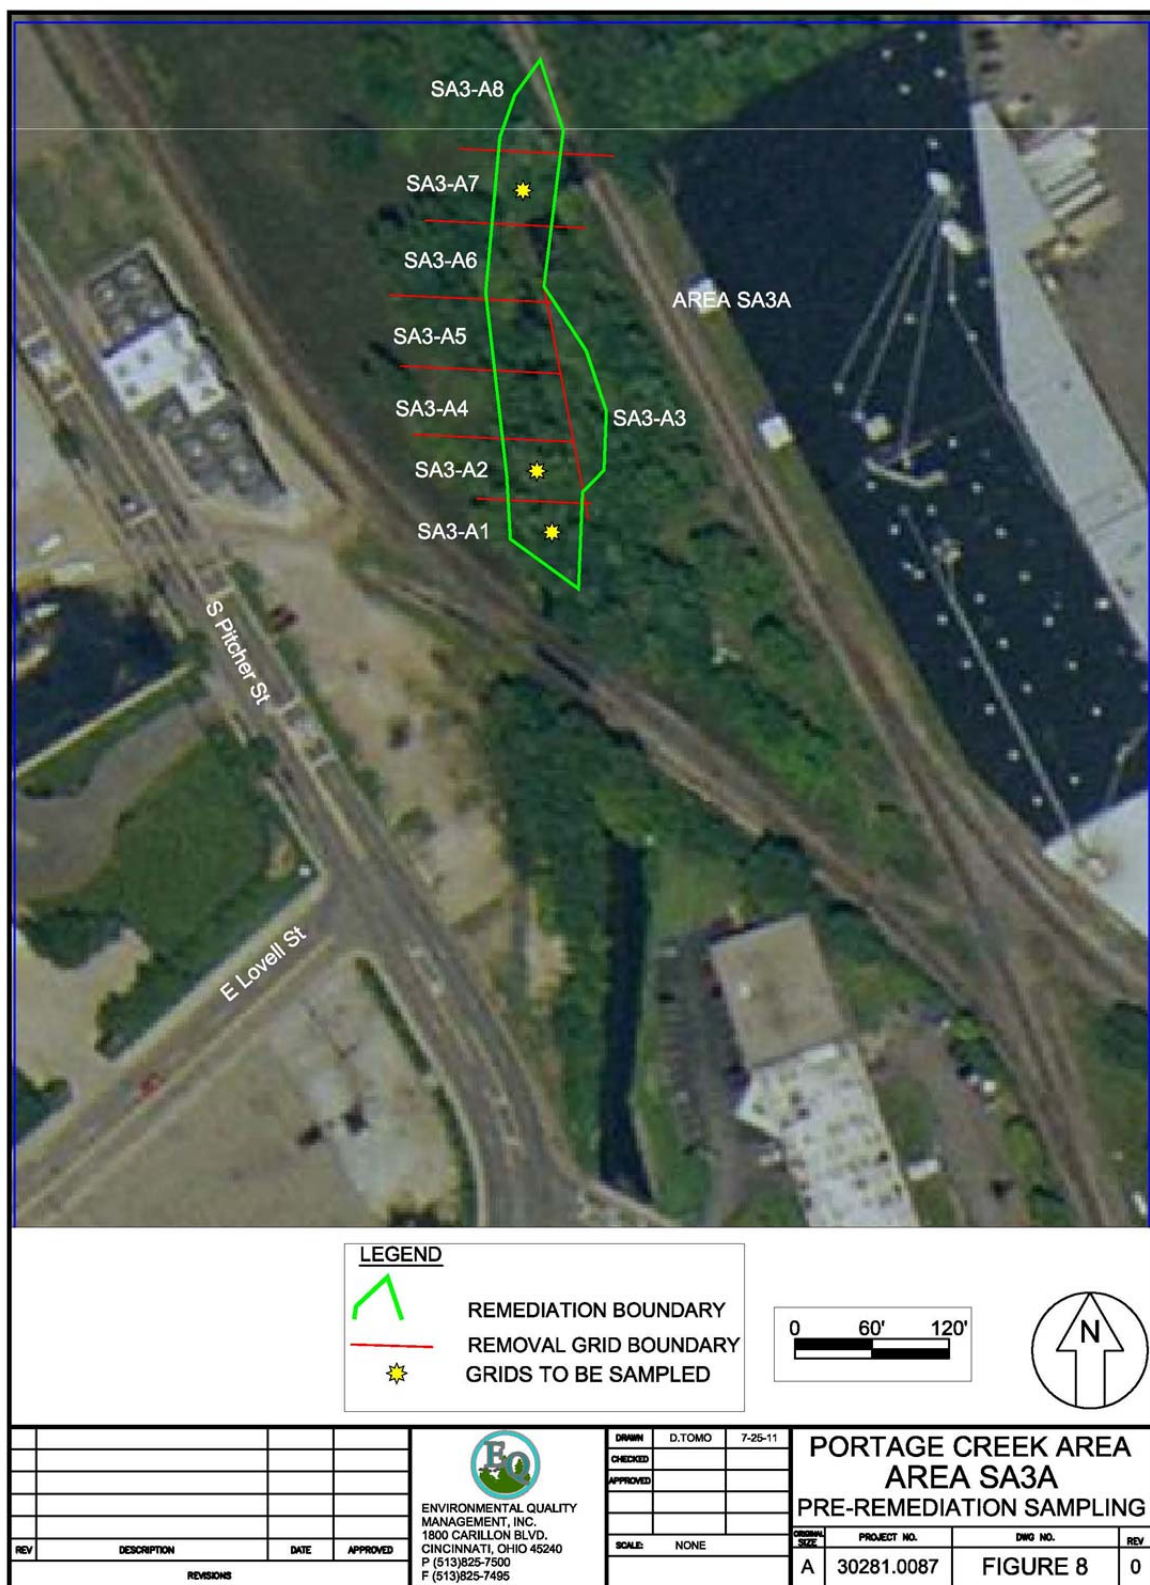 SA3-A8
SA3-A7
SA3-A6
AREA SA3A
SA3-A5
SA3-A4
SA3-A3
SA3-A2
SA3-A1
S Pitcher St
E Lovell St
LEGEND
REMEDIATION BOUNDARY
REMOVAL GRID BOUNDARY
GRIDS TO BE SAMPLED
0 60' 120'
N
REV DESCRIPTION DATE APPROVED
REVISIONS
EQ
ENVIRONMENTAL QUALITY
MANAGEMENT, INC.
1800 CARILLON BLVD.
CINCINNATI, OHIO 45240
P (513)825-7500
F (513)825-7495
DRAWN D.TOMO 7-25-11
CHECKED
APPROVED
SCALE: NONE
PORTAGE CREEK AREA
AREA SA3A
PRE-REMEDIATION SAMPLING
ORIGINAL SIZE PROJECT NO. DWG NO. REV
A 30281.0087 FIGURE 8 0